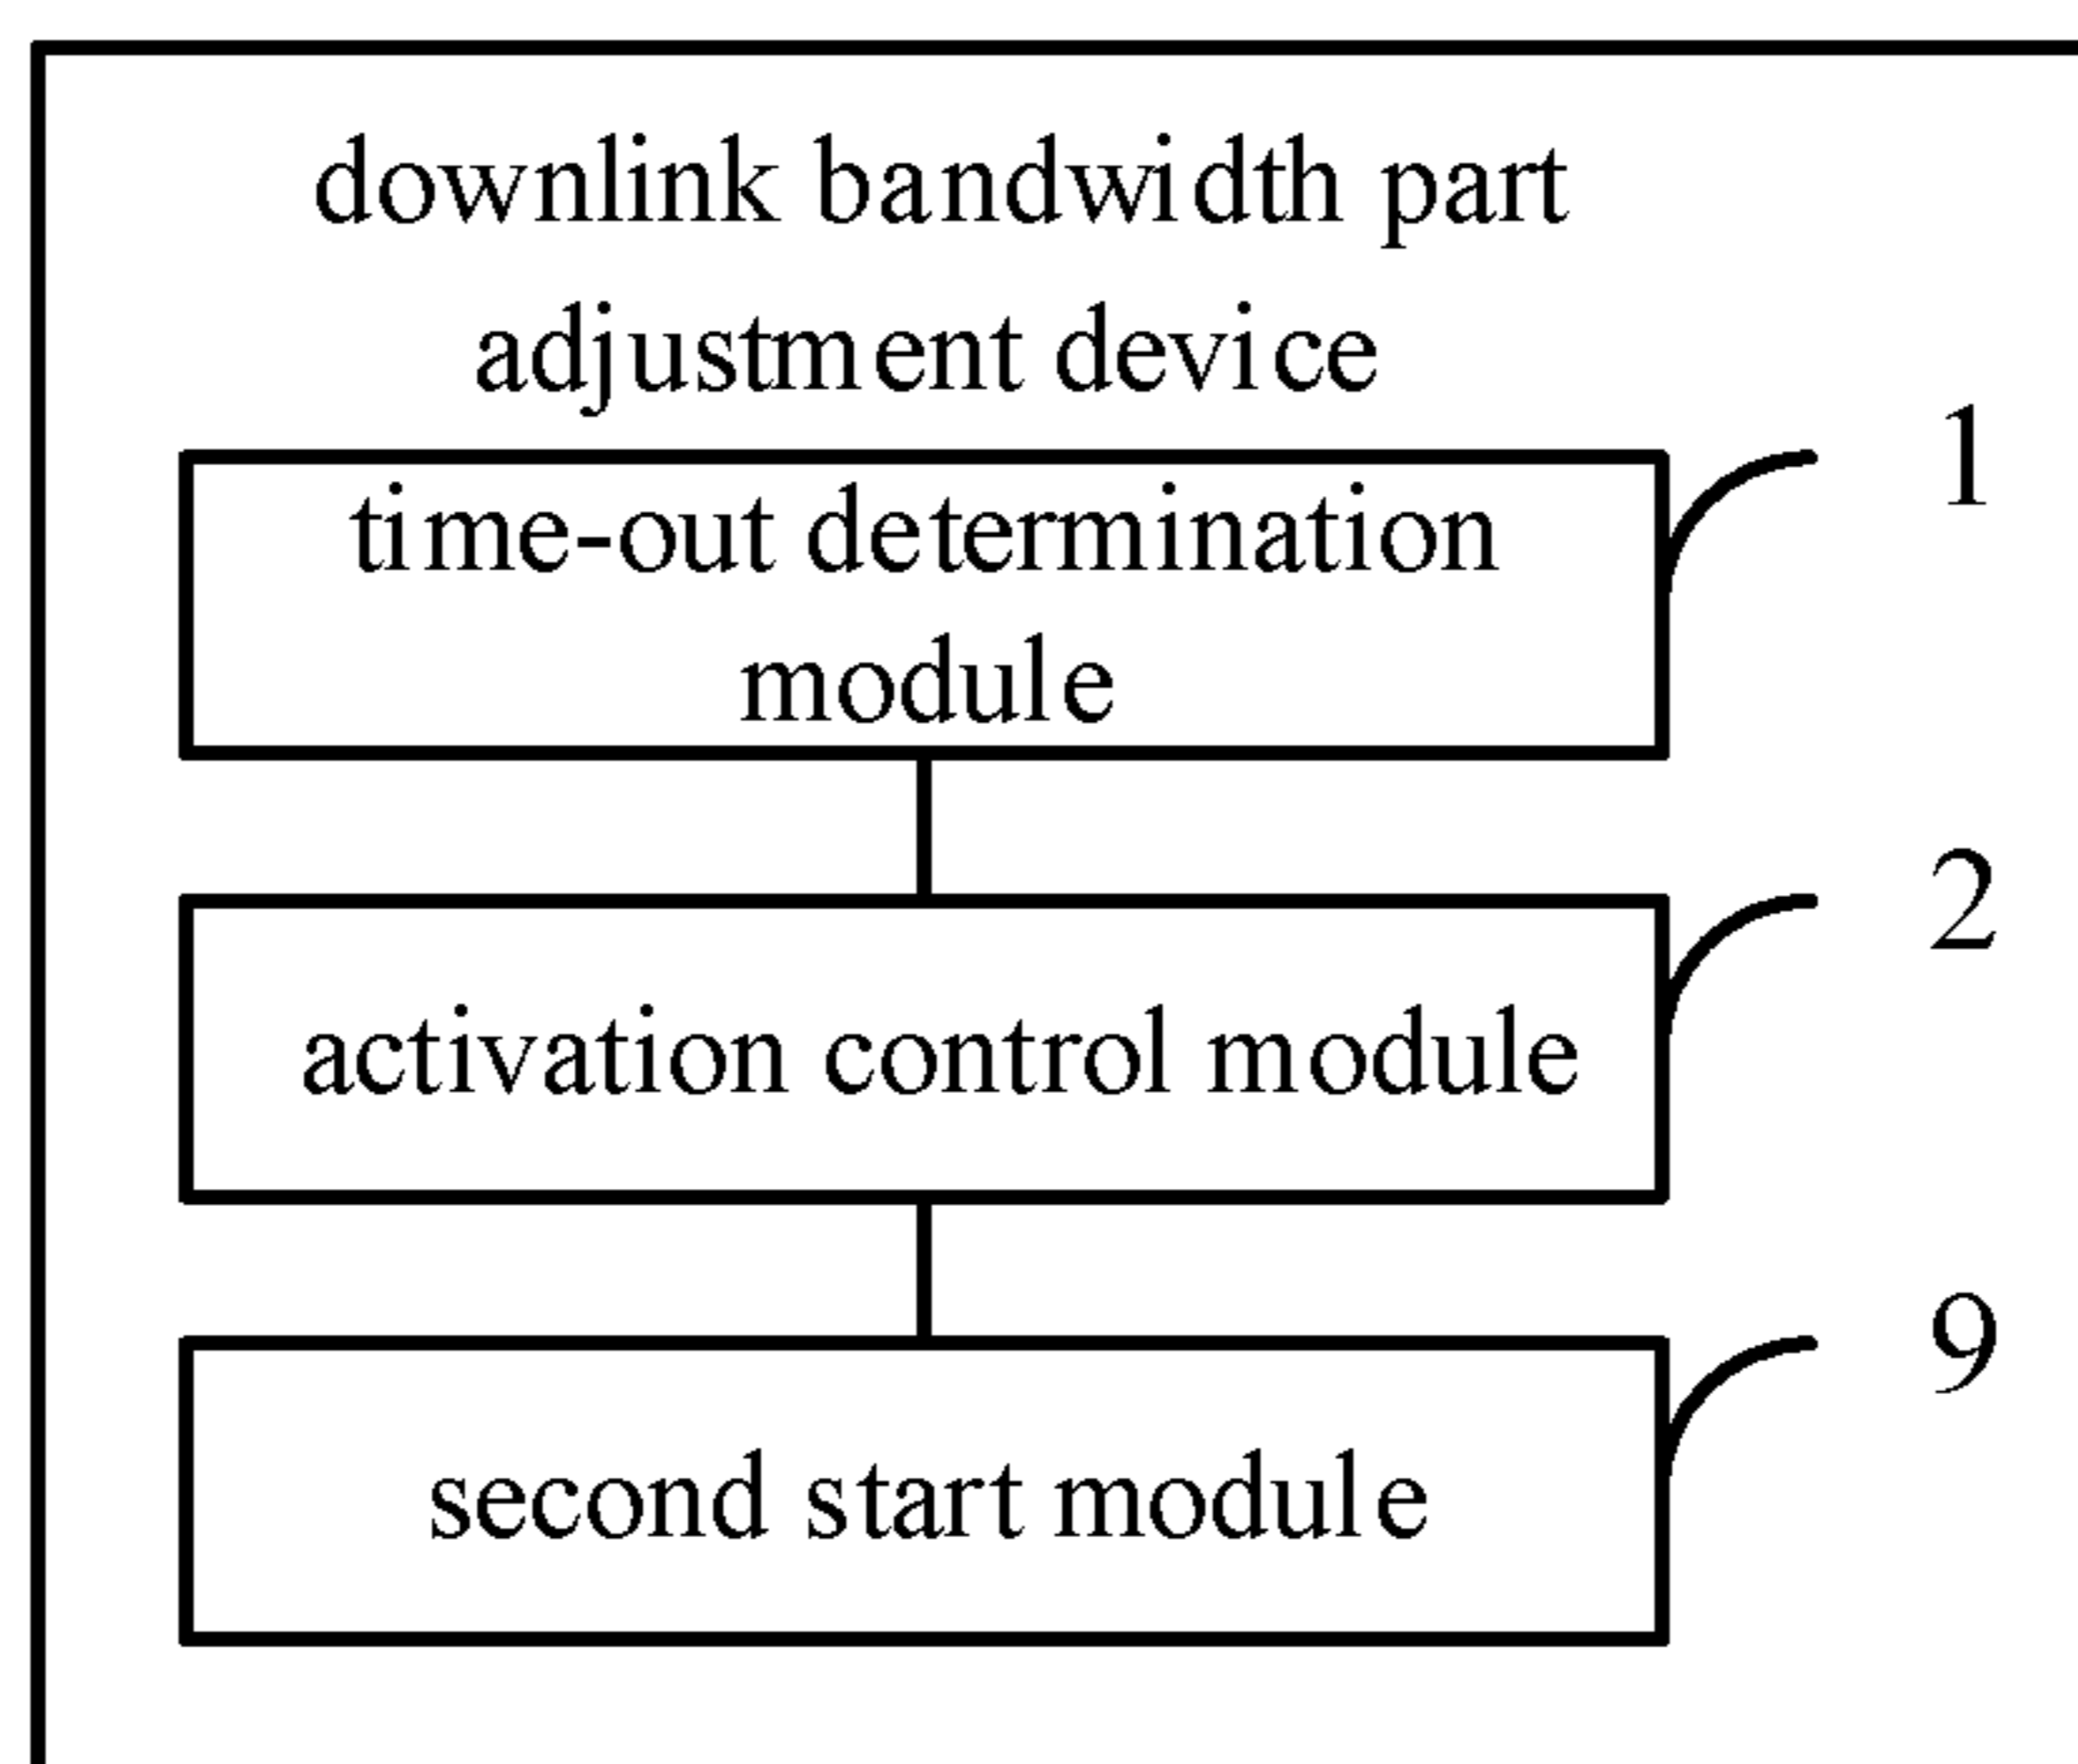 downlink bandwidth part
adjustment device
1
time-out determination
module
2
activation control module
9
second start module